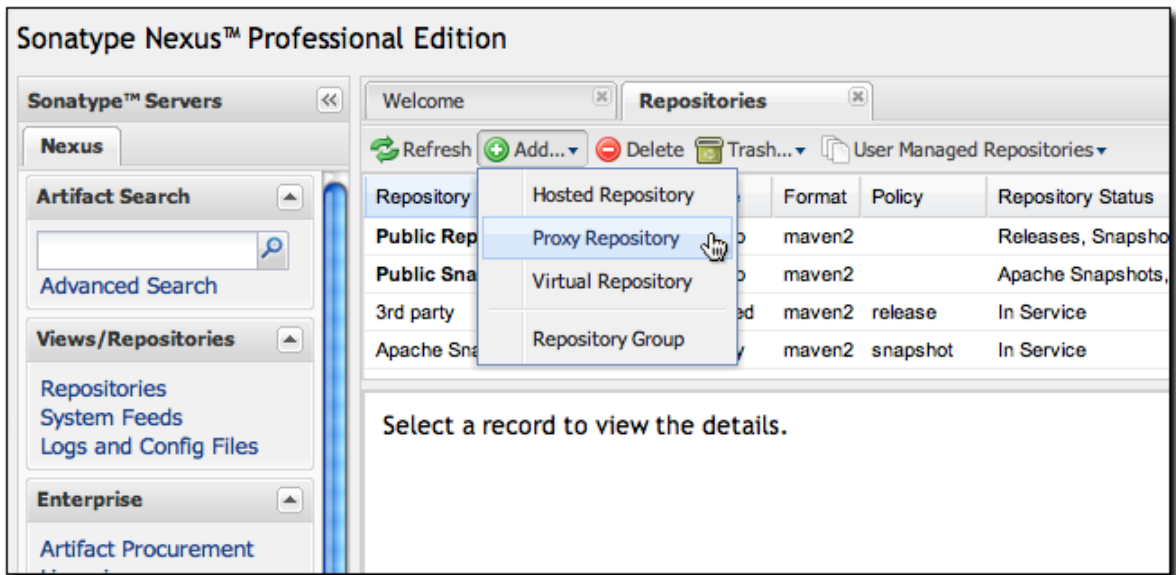 Sonatype Nexus™ Professional Edition
Sonatype™ Servers
Nexus
Artifact Search
Advanced Search
Views/Repositories
Repositories
System Feeds
Logs and Config Files
Enterprise
Artifact Procurement
Welcome Repositories
Refresh Add... Delete Trash... User Managed Repositories
Repository Format Policy Repository Status
Public Rep maven2 Releases, Snapsho
Public Sna maven2 Apache Snapshots,
3rd party ed maven2 release In Service
Apache Sna maven2 snapshot In Service
Hosted Repository
Proxy Repository
Virtual Repository
Repository Group
Select a record to view the details.